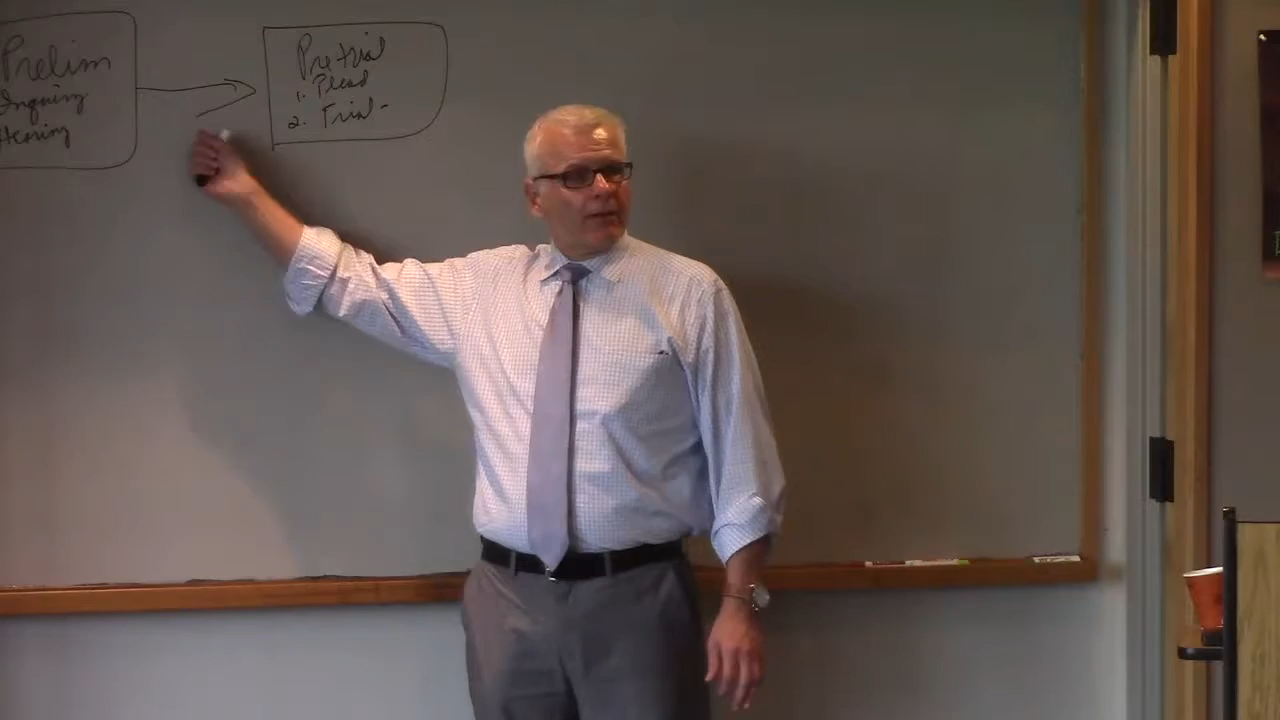 Prelim
Inquiry
Hearing
Pretrial
1. Plead
2. Trial